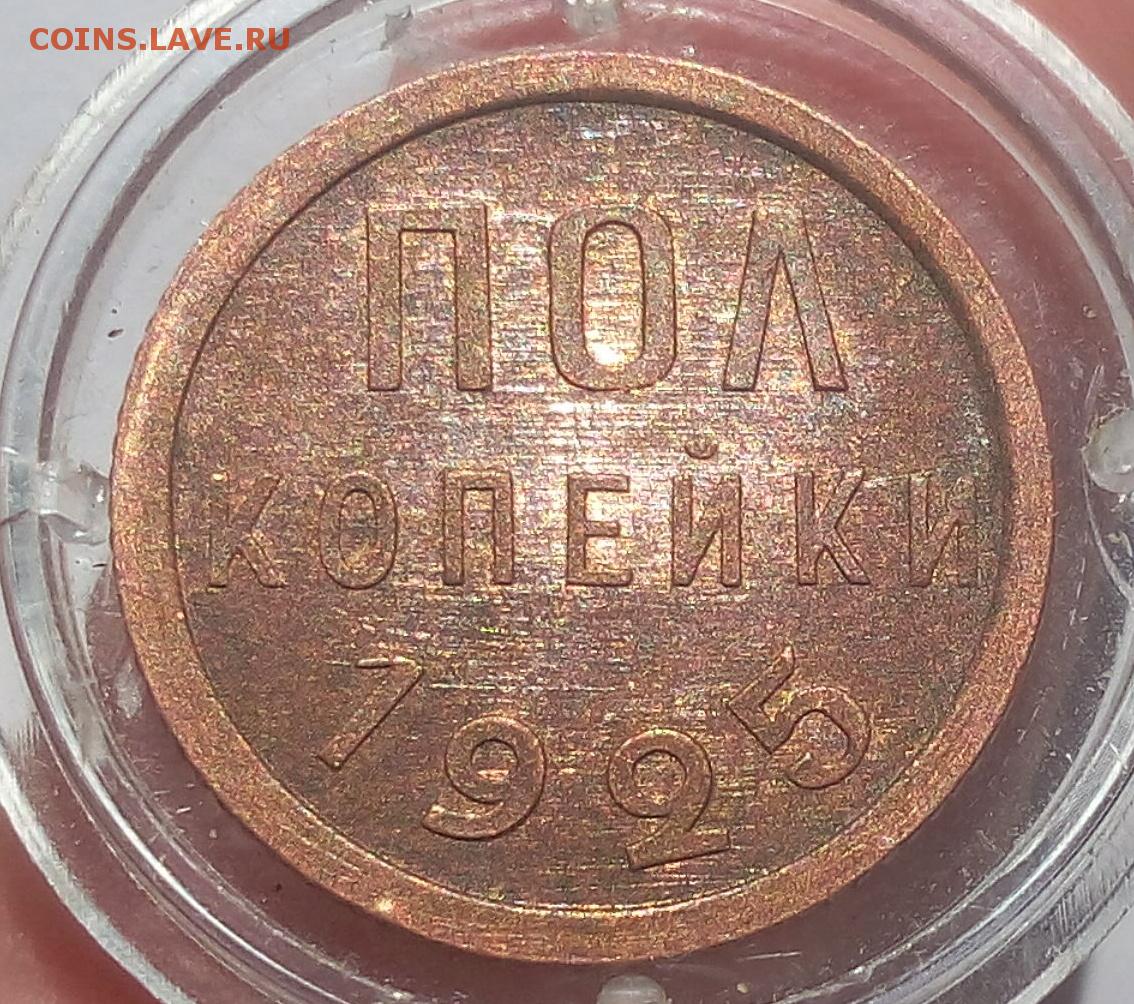 COINS.LAVE.RU
ПОЛ
КОПЕЙКИ
1925